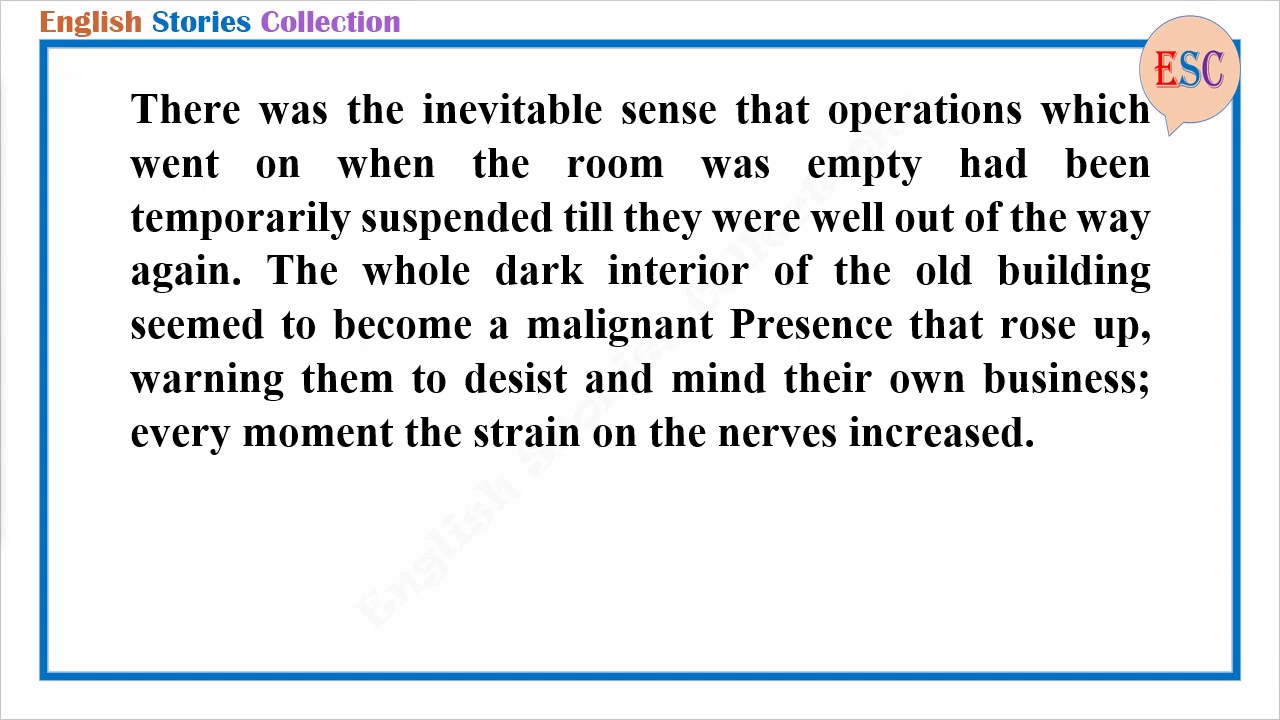 English Stories Collection
ESC
There was the inevitable sense that operations which
went on when the room was empty had been
temporarily suspended till they were well out of the way
again. The whole dark interior of the old building
seemed to become a malignant Presence that rose up,
warning them to desist and mind their own business;
every moment the strain on the nerves increased.
English Stories Collection